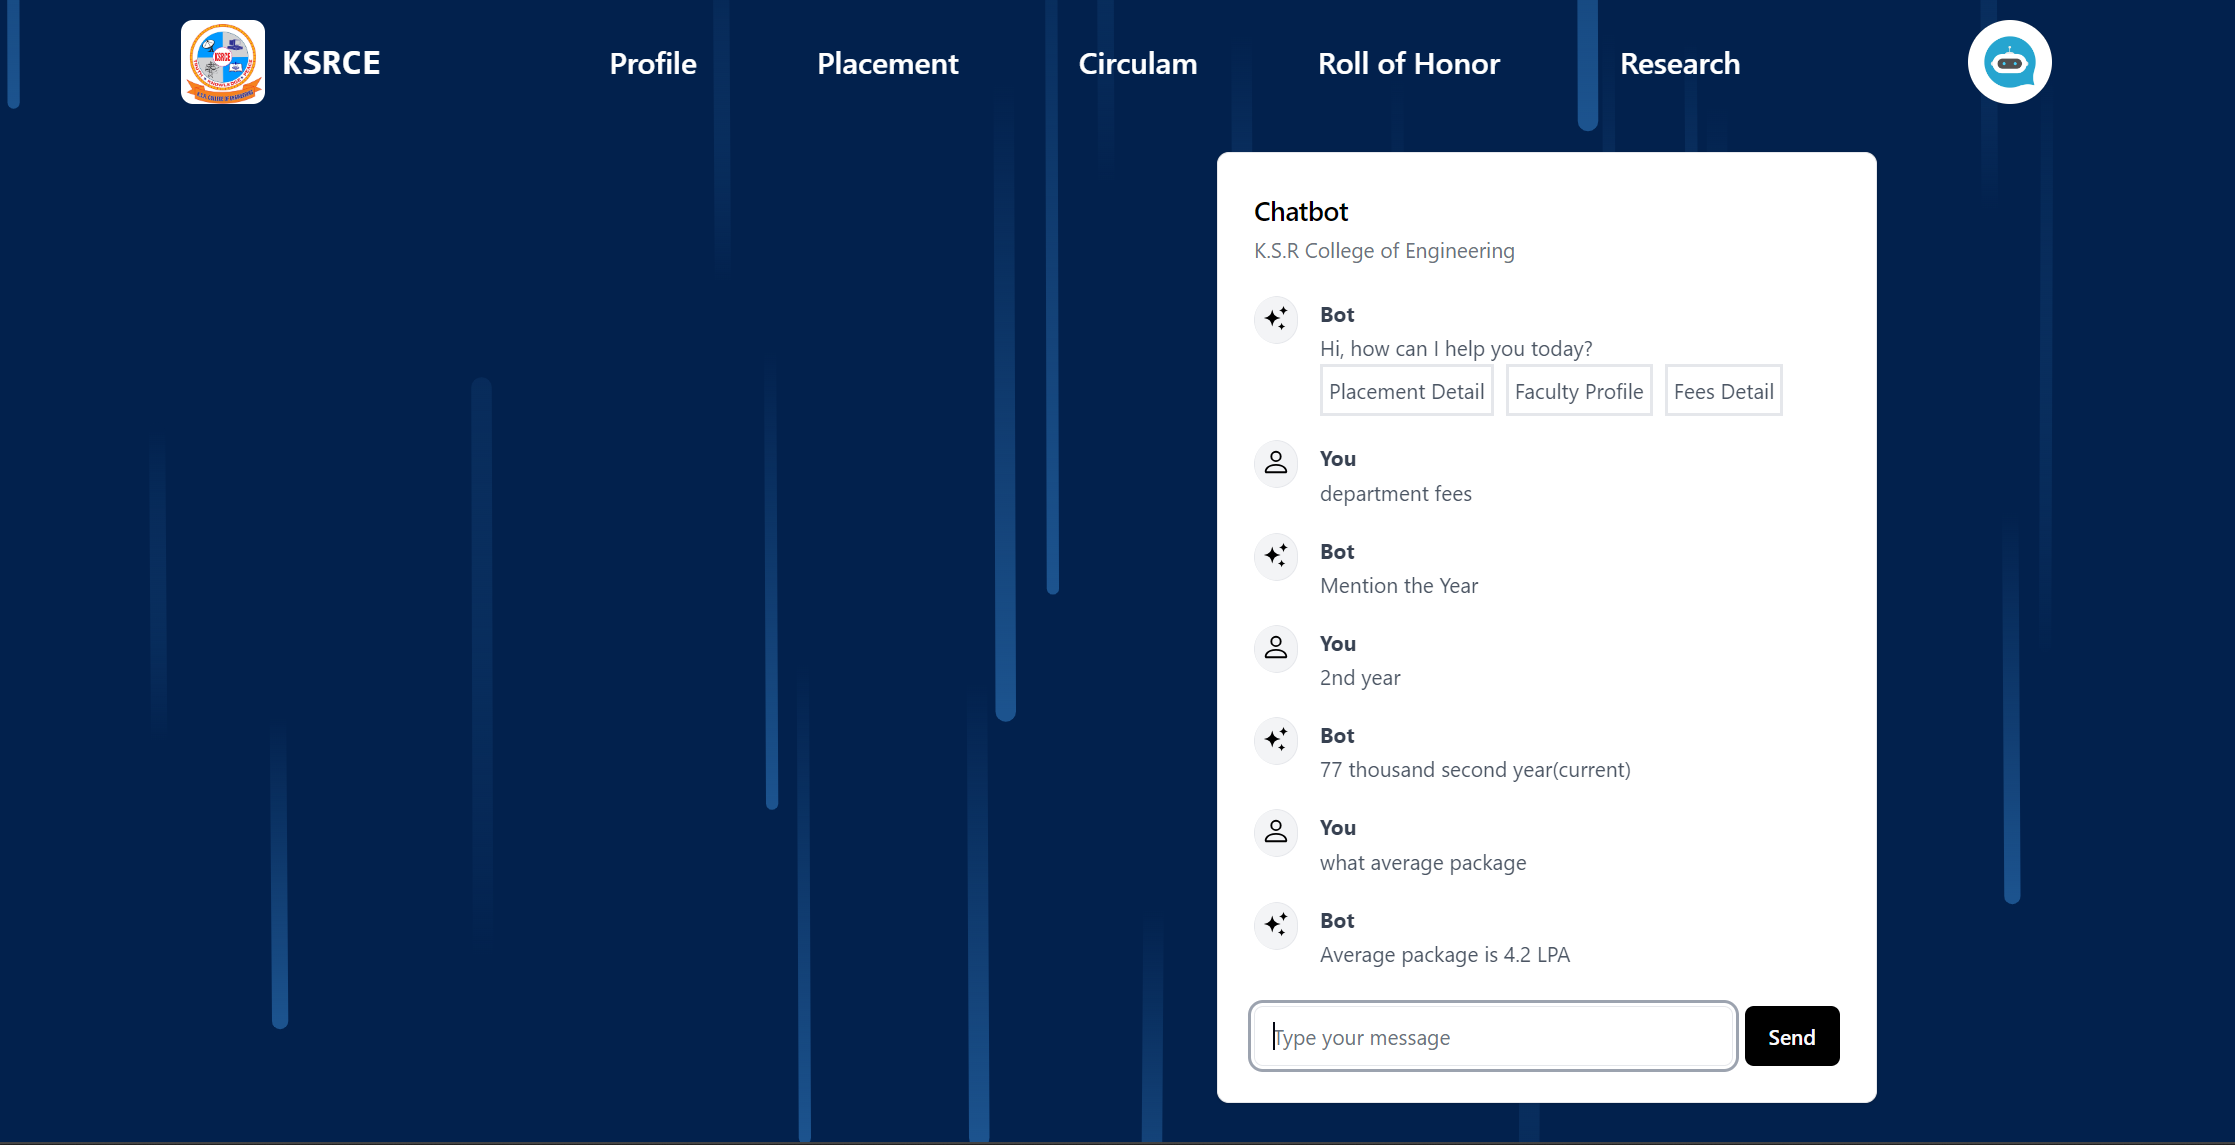 KSRCE
KSRCE
Profile
Placement
Circulam
Roll of Honor
Research
Chatbot
K.S.R College of Engineering
Bot
Hi, how can I help you today?
Placement Detail
Faculty Profile
Fees Detail
You
department fees
Bot
Mention the Year
You
2nd year
Bot
77 thousand second year(current)
You
what average package
Bot
Average package is 4.2 LPA
Type your message
Send